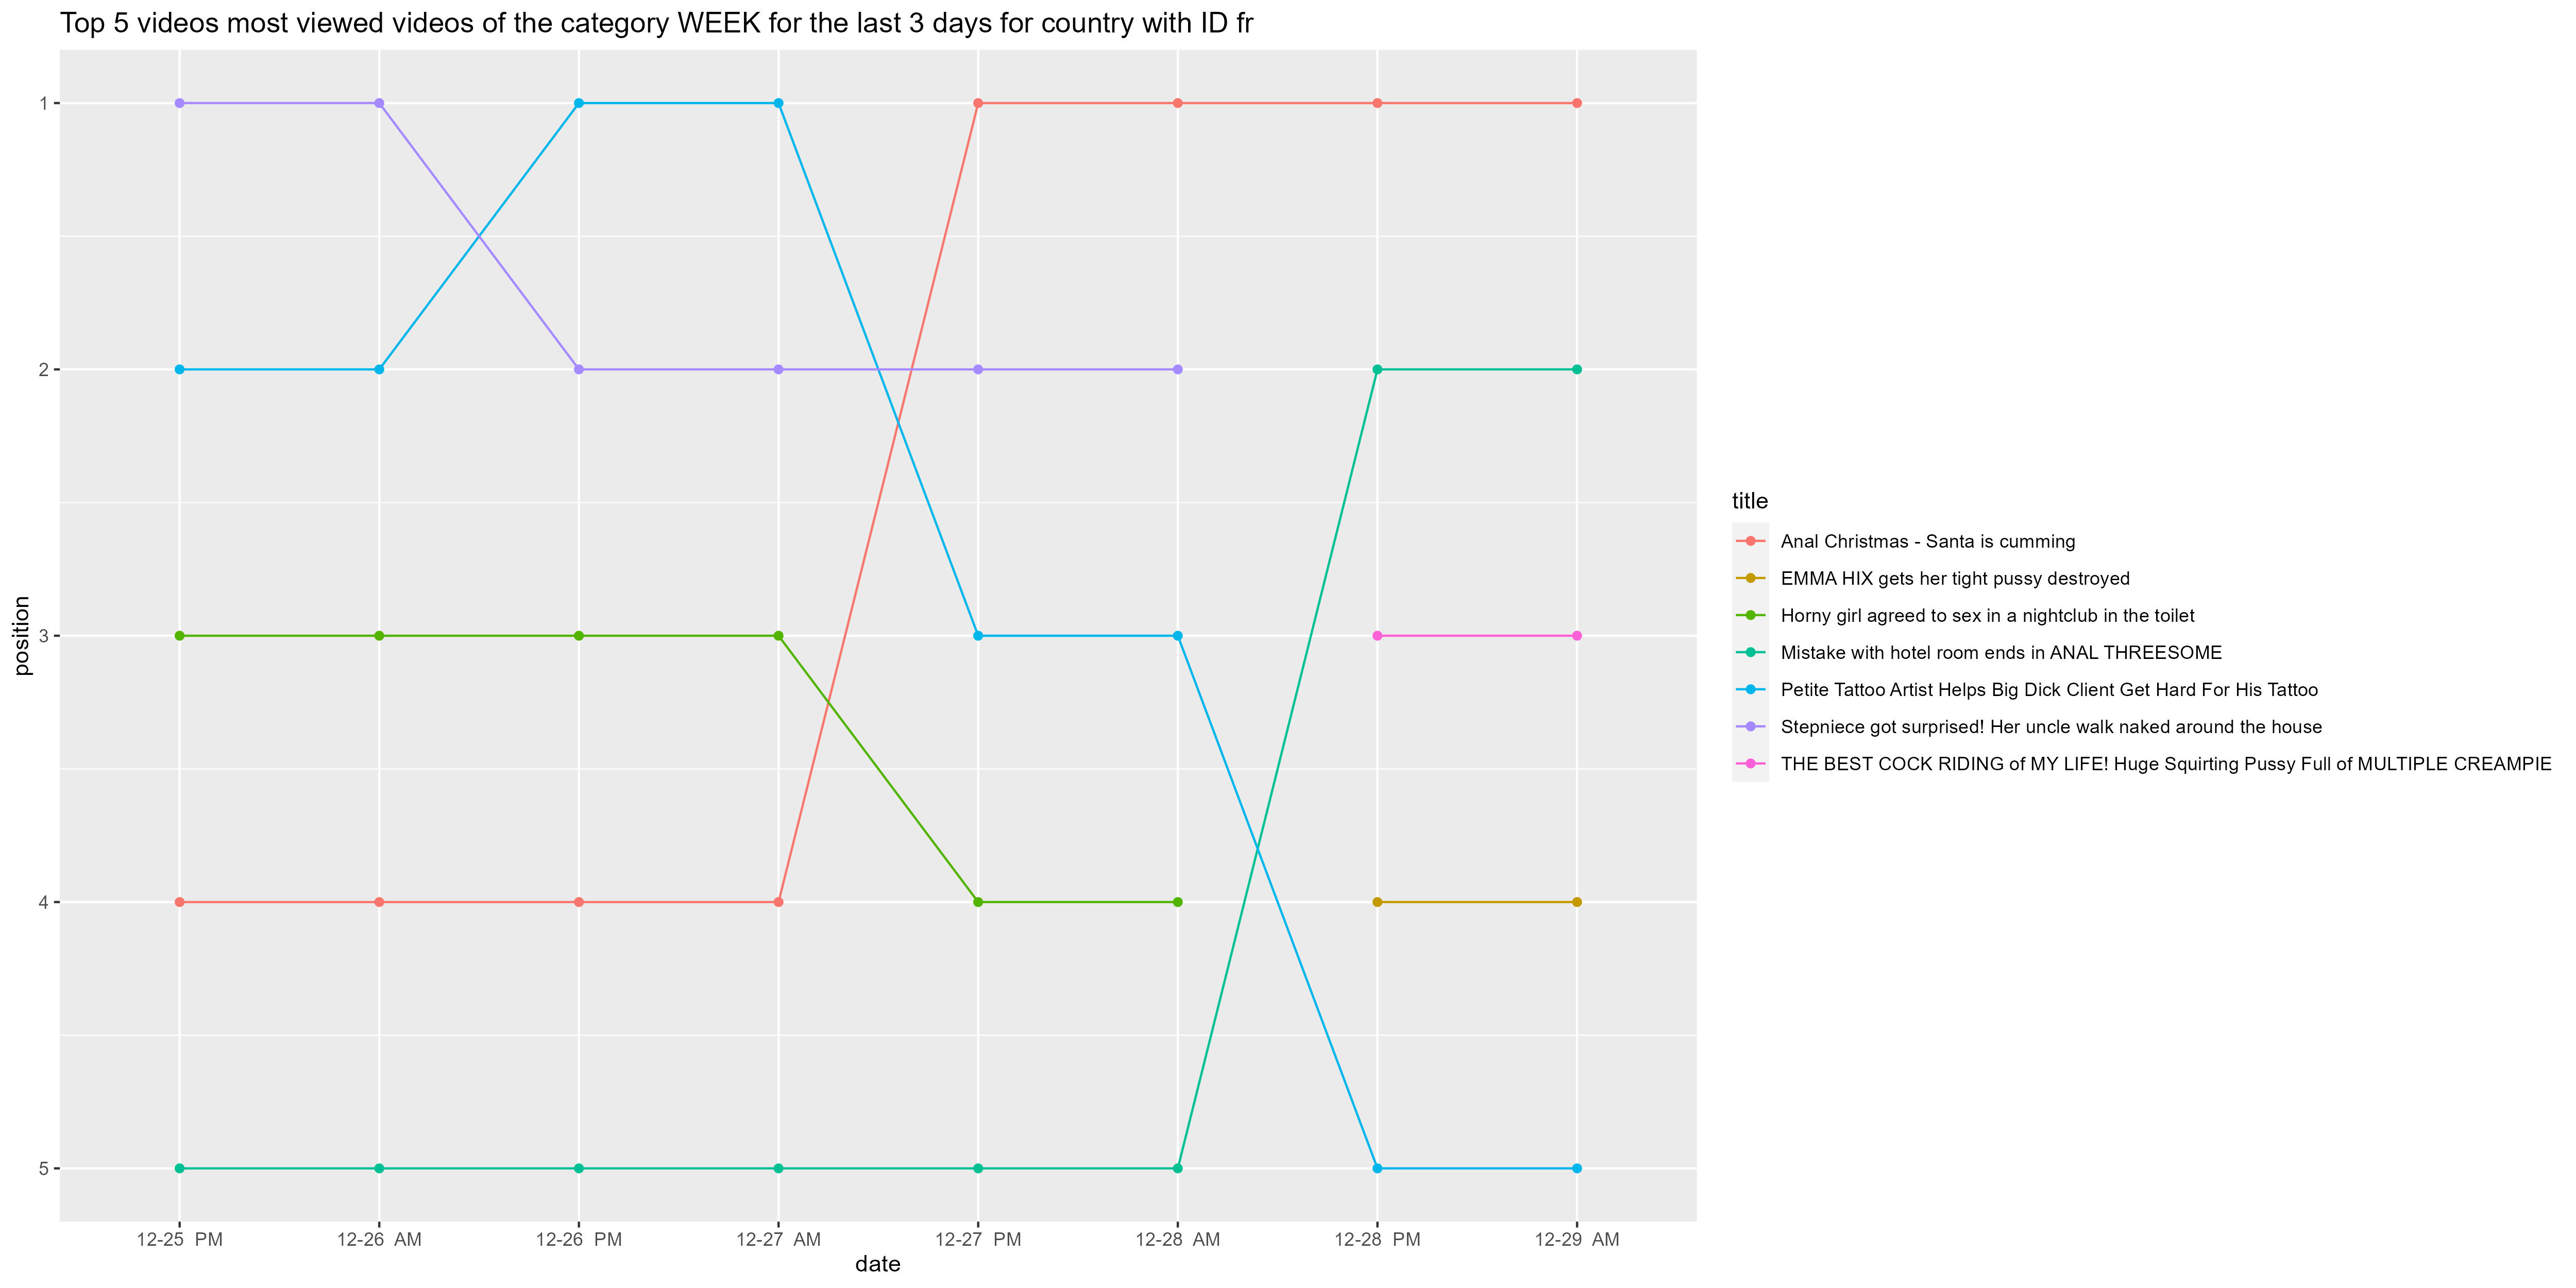 Top 5 videos most viewed videos of the category WEEK for the last 3 days for country with ID fr
position
1
2
3
4
5
12-25 PM
12-26 AM
12-26 PM
12-27 AM
12-27 PM
12-28 AM
12-28 PM
12-29 AM
date
title
Anal Christmas - Santa is cumming
EMMA HIX gets her tight pussy destroyed
Horny girl agreed to sex in a nightclub in the toilet
Mistake with hotel room ends in ANAL THREESOME
Petite Tattoo Artist Helps Big Dick Client Get Hard For His Tattoo
Stepniece got surprised! Her uncle walk naked around the house
THE BEST COCK RIDING of MY LIFE! Huge Squirting Pussy Full of MULTIPLE CREAMPIE